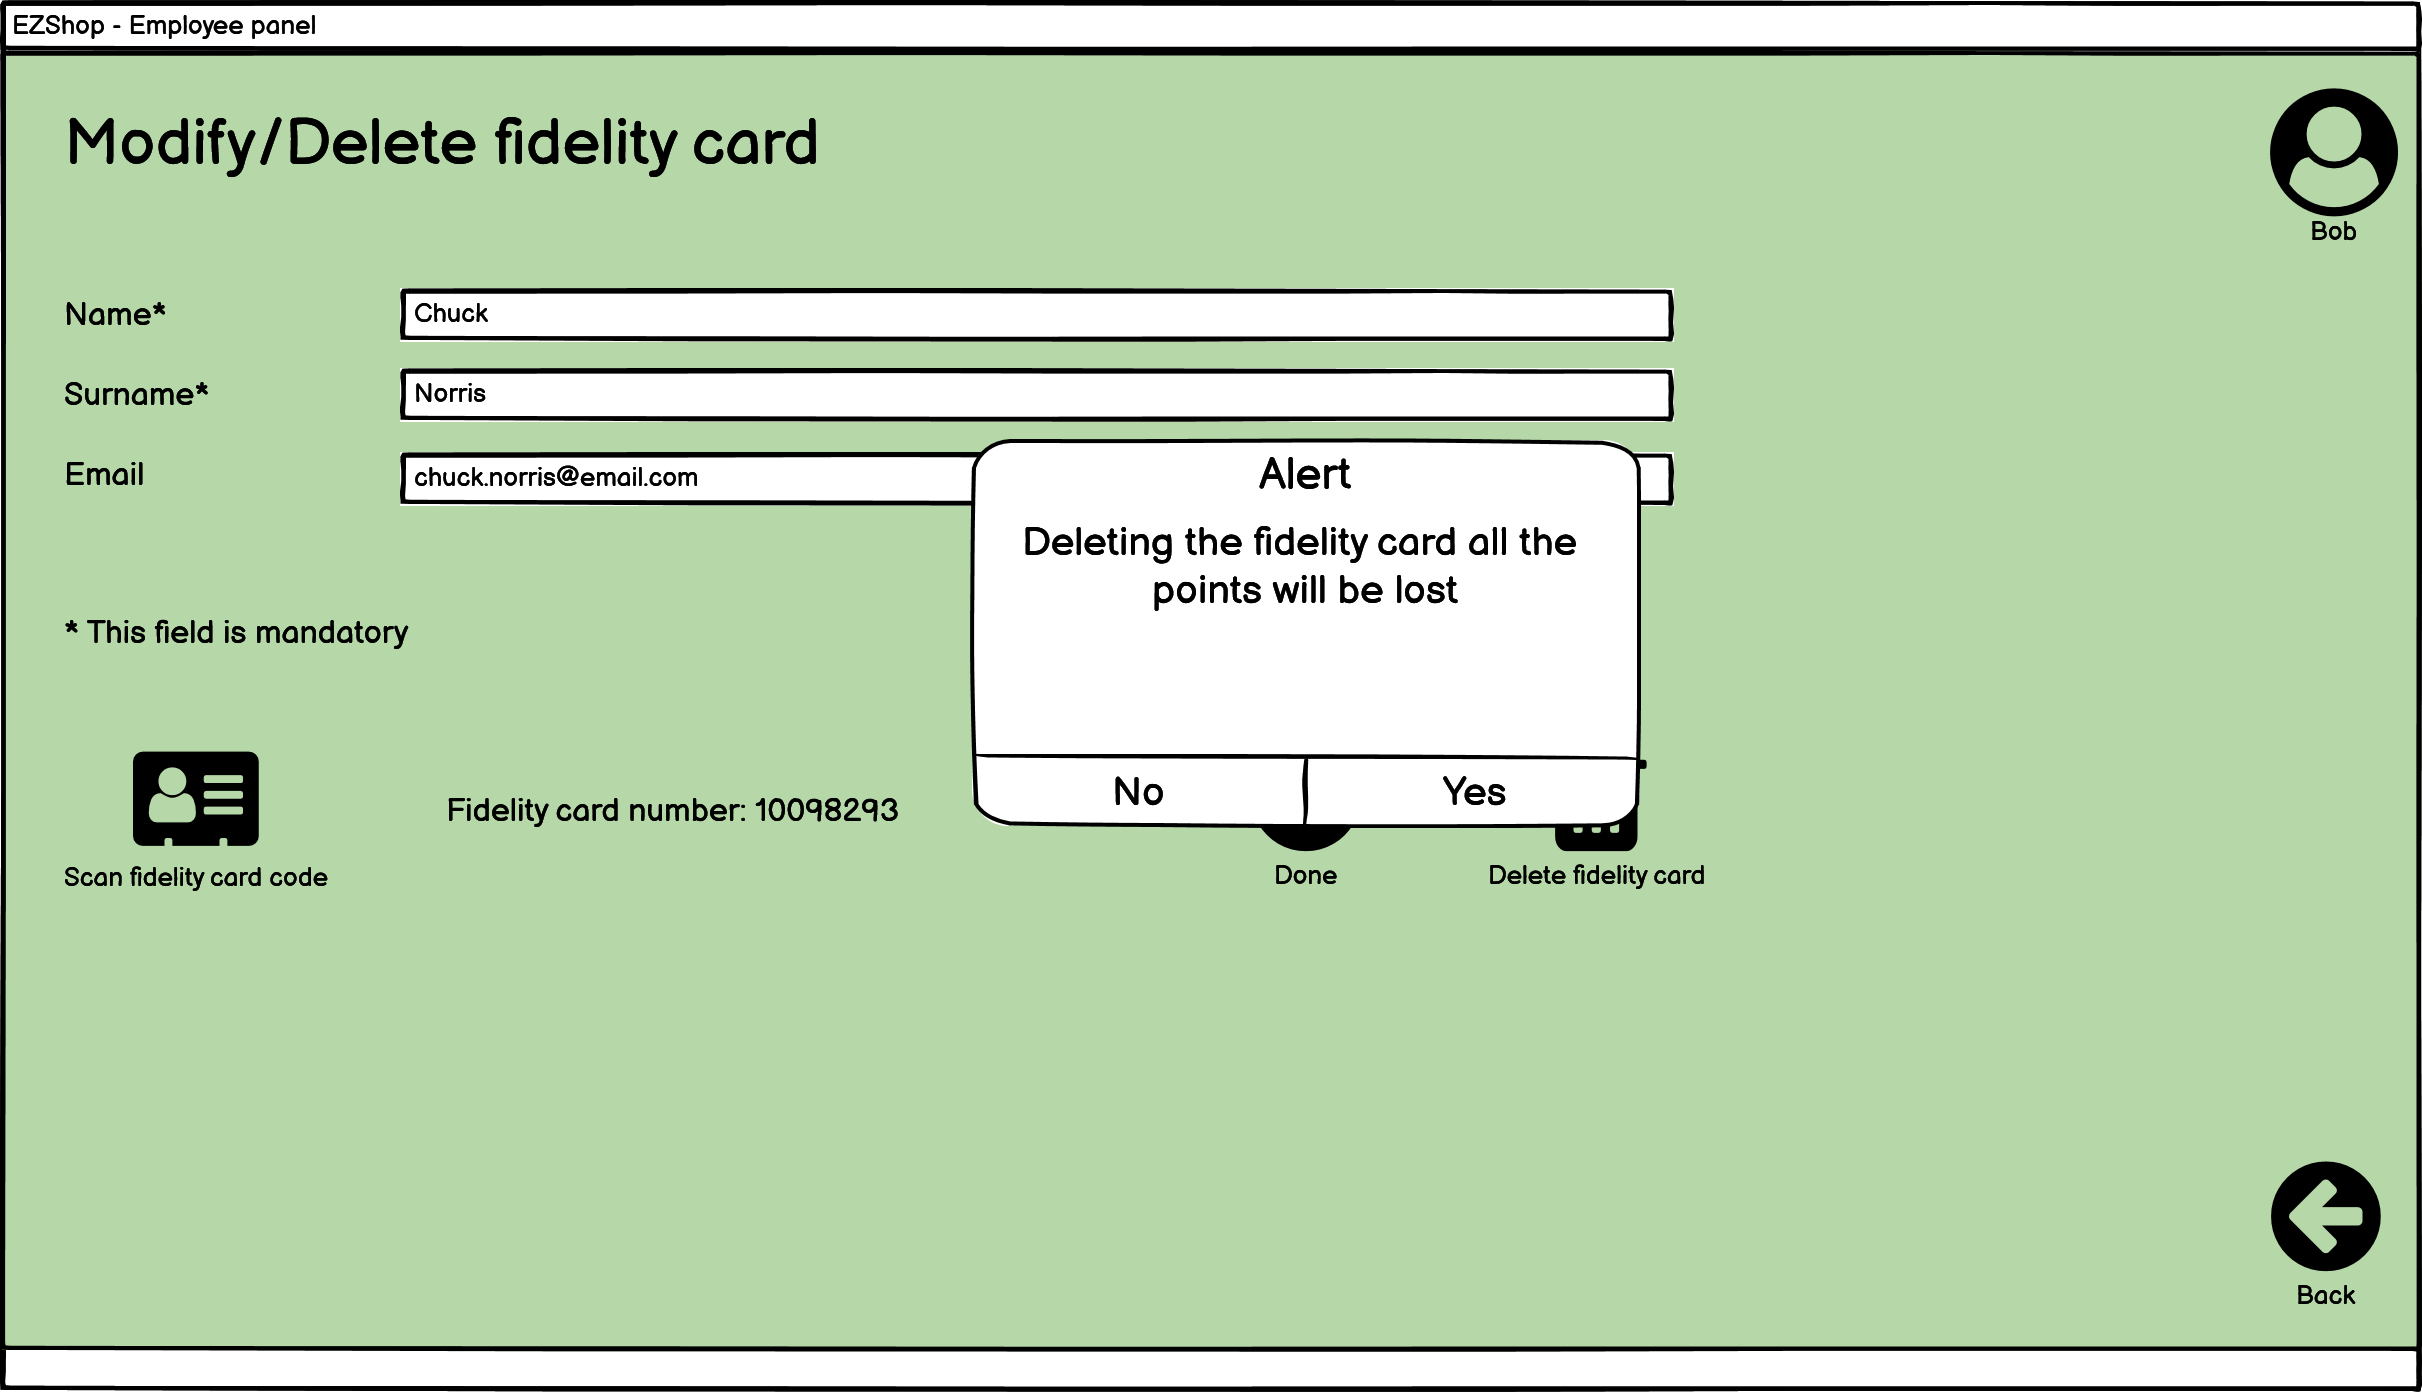 EZShop - Employee panel
Modify/Delete fidelity card
Bob
Name*
Chuck
Surname*
Norris
Email
chuck.norris@email.com
Alert
Deleting the fidelity card all the
points will be lost
* This field is mandatory
No
Yes
Fidelity card number: 10098293
Scan fidelity card code
Done
Delete fidelity card
Back